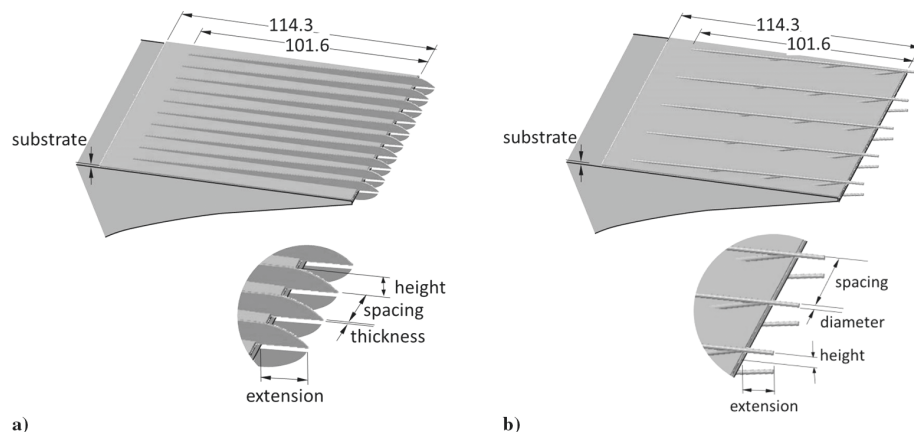 114.3
101.6
substrate
height
spacing
thickness
extension
a)
114.3
101.6
substrate
spacing
diameter
height
extension
b)